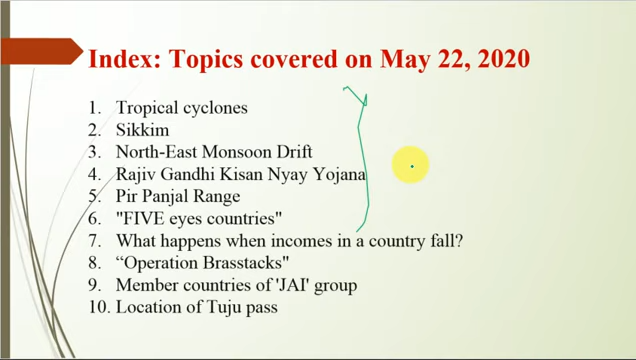 Index: Topics covered on May 22, 2020
1. Tropical cyclones
2. Sikkim
3. North-East Monsoon Drift
4. Rajiv Gandhi Kisan Nyay Yojana
5. Pir Panjal Range
6. "FIVE eyes countries"
7. What happens when incomes in a country fall?
8. “Operation Brasstacks"
9. Member countries of 'JAI' group
10. Location of Tuju pass